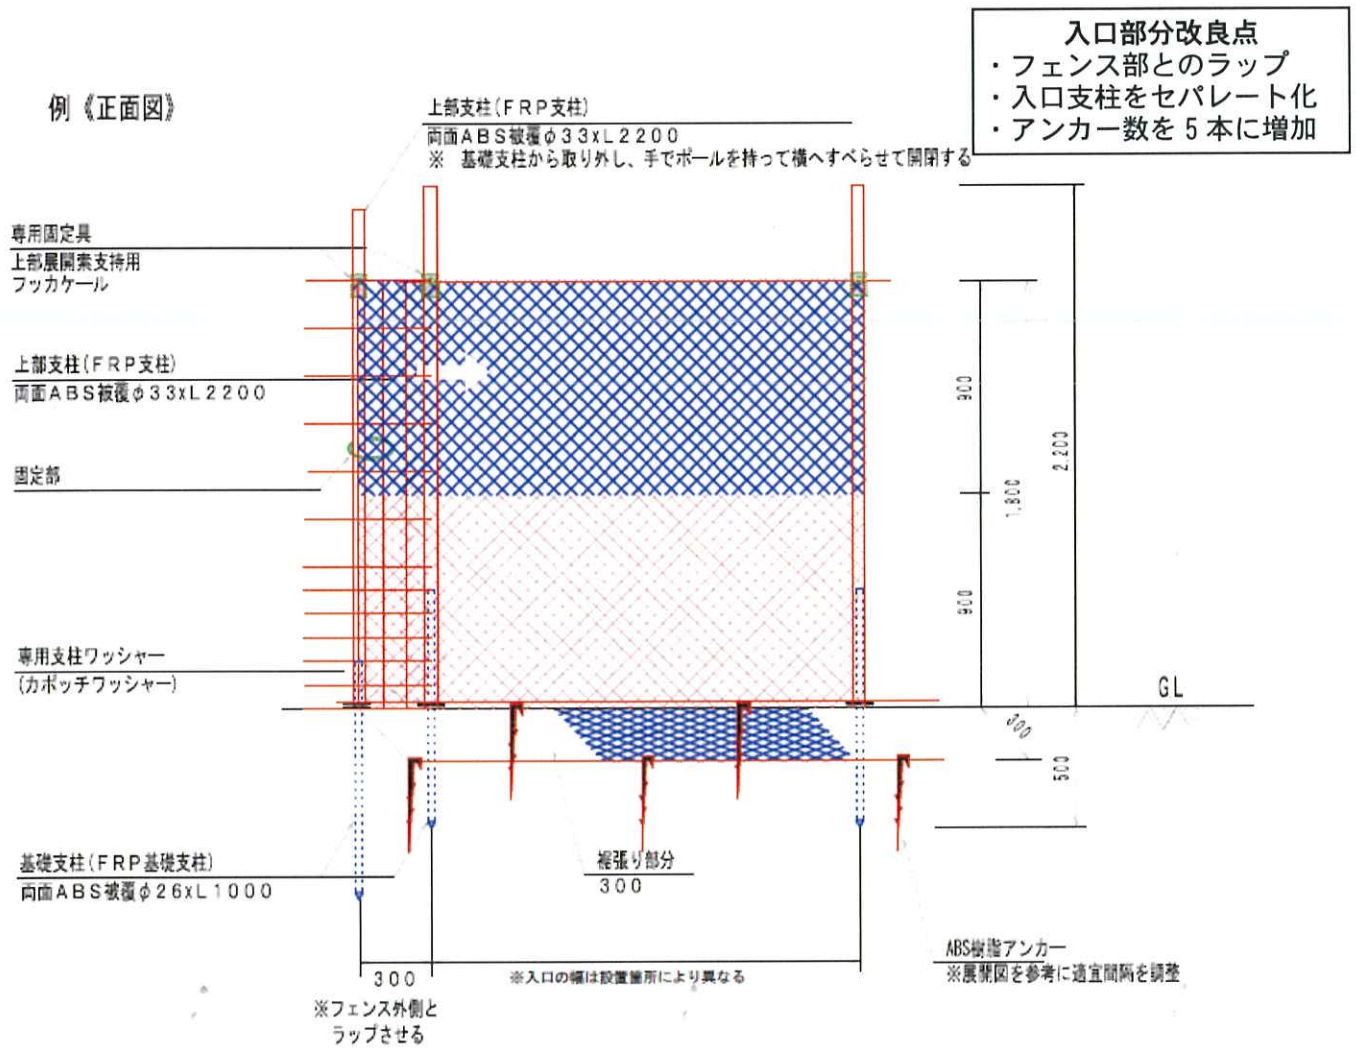 入口部分改良点
・フェンス部とのラップ
・入口支柱をセパレート化
・アンカー数を5本に増加
例《正面図》
上部支柱(FRP支柱)
両面ABS被覆φ33xL2200
※ 基礎支柱から取り外し、手でポールを持って横へすべらせて開閉する
専用固定具
上部展開素支持用
フッカケール
上部支柱(FRP支柱)
両面ABS被覆φ33xL2200
固定部
専用支柱ワッシャー
(カポッチワッシャー)
基礎支柱(FRP基礎支柱)
両面ABS被覆φ26xL1000
裾張り部分
300
900
900
1,800
2,200
GL
300
500
300
※入口の幅は設置箇所により異なる
※フェンス外側と
ラップさせる
ABS樹脂アンカー
※展開図を参考に適宜間隔を調整